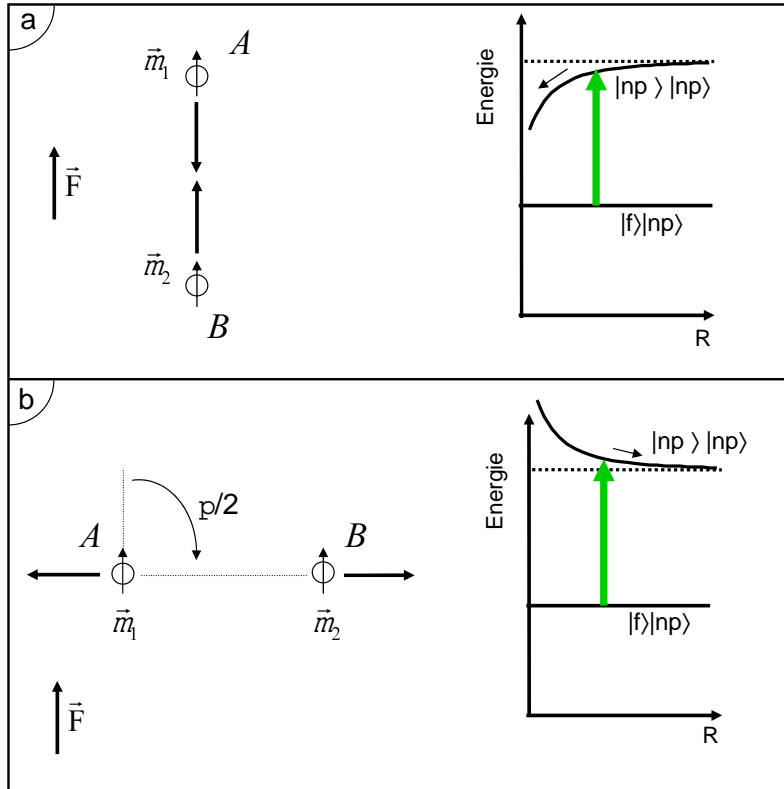 a
A
m⃗₁
F⃗
m⃗₂
B
Energie
|np ⟩ |np⟩
|f⟩|np⟩
R
b
p/2
A
B
m⃗₁
m⃗₂
F⃗
Energie
|np ⟩ |np⟩
|f⟩|np⟩
R